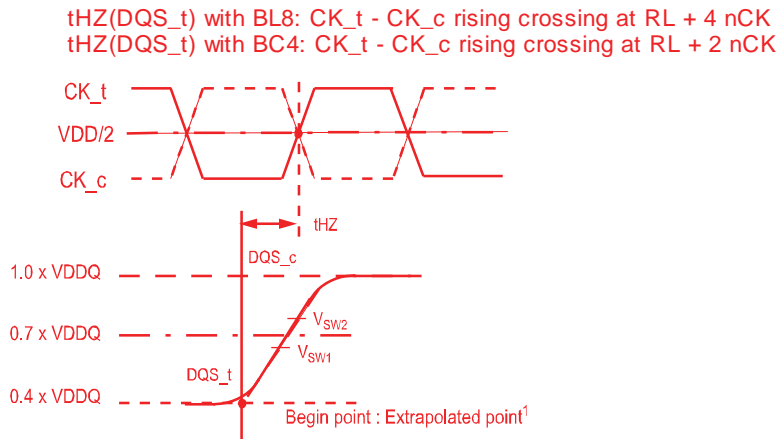 tHZ(DQS_t) with BL8: CK_t - CK_c rising crossing at RL + 4 nCK
tHZ(DQS_t) with BC4: CK_t - CK_c rising crossing at RL + 2 nCK
CK_t
VDD/2
CK_c
tHZ
DQS_c
1.0 x VDDQ
VSW2
0.7 x VDDQ
VSW1
DQS_t
0.4 x VDDQ
Begin point : Extrapolated point1